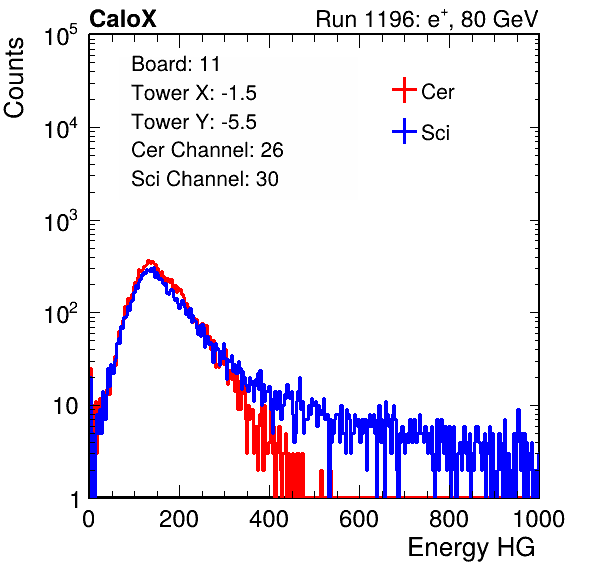 CaloX Run 1196: e⁺, 80 GeV
Counts
Board: 11
Tower X: -1.5
Tower Y: -5.5
Cer Channel: 26
Sci Channel: 30
Cer
Sci
10⁵
10⁴
10³
10²
10
1
0 200 400 600 800 1000
Energy HG